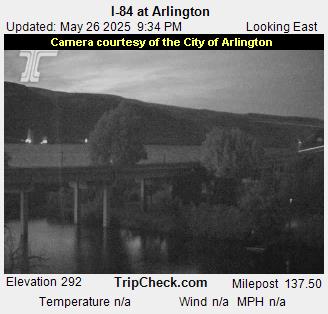 I-84 at Arlington
Updated: May 26 2025 9:34 PM Looking East
Camera courtesy of the City of Arlington
Elevation 292 TripCheck.com Milepost 137.50
Temperature n/a Wind n/a MPH n/a